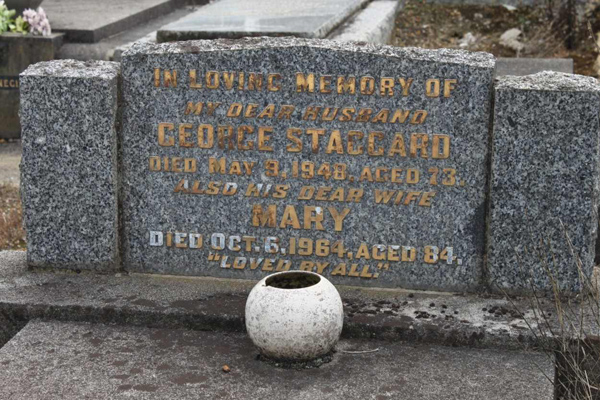 IN LOVING MEMORY OF
MY DEAR HUSBAND
GEORGE STAGGARD
DIED MAY 9, 1948, AGED 73.
ALSO HIS DEAR WIFE
MARY
DIED OCT. 6, 1964, AGED 84.
"LOVED BY ALL."